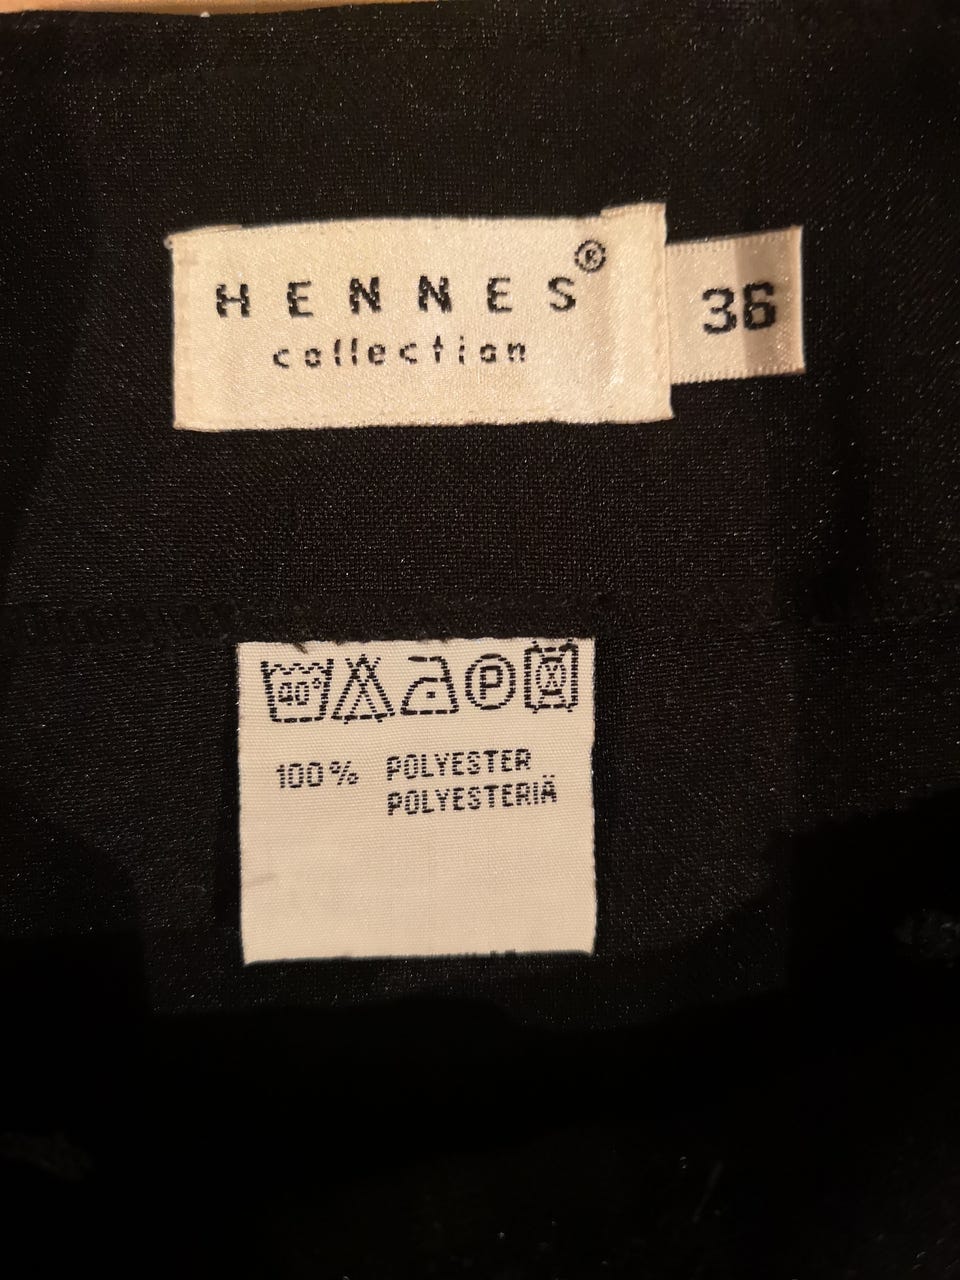 HENNES®
collection
36
40°
P
100% POLYESTER
POLYESTERIÄ